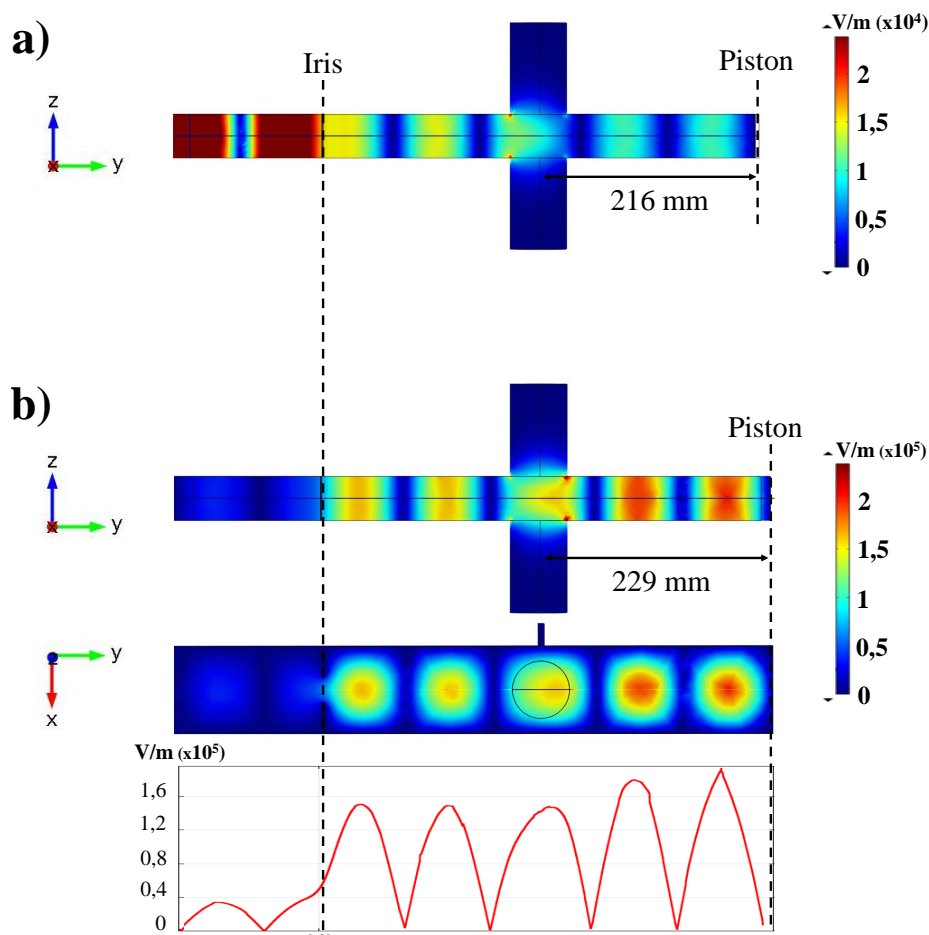 a)
V/m (x10⁴)
Iris
Piston
z
y
x
216 mm
2
1,5
1
0,5
0
b)
Piston
V/m (x10⁵)
z
y
x
229 mm
2
1,5
1
0,5
0
z
y
x
V/m (x10⁵)
1,6
1,2
0,8
0,4
0